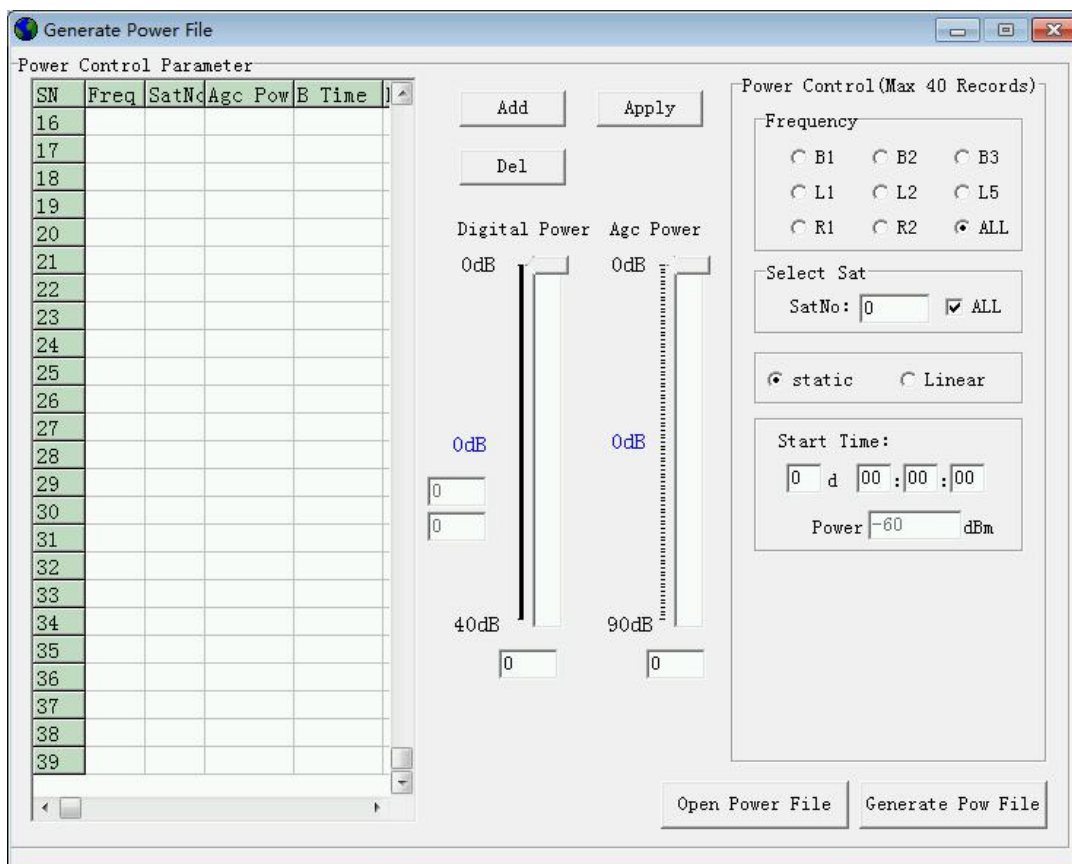 Generate Power File
Power Control Parameter
SN Freq SatNo Agc Pow B Time
16
17
18
19
20
21
22
23
24
25
26
27
28
29
30
31
32
33
34
35
36
37
38
39
Add Apply
Del
Digital Power Agc Power
0dB 0dB
0dB 0dB
0
0
40dB 90dB
0 0
Power Control(Max 40 Records)
Frequency
B1 B2 B3
L1 L2 L5
R1 R2 ALL
Select Sat
SatNo: 0 ALL
static Linear
Start Time:
0 d 00 :00 :00
Power -60 dBm
Open Power File Generate Pow File